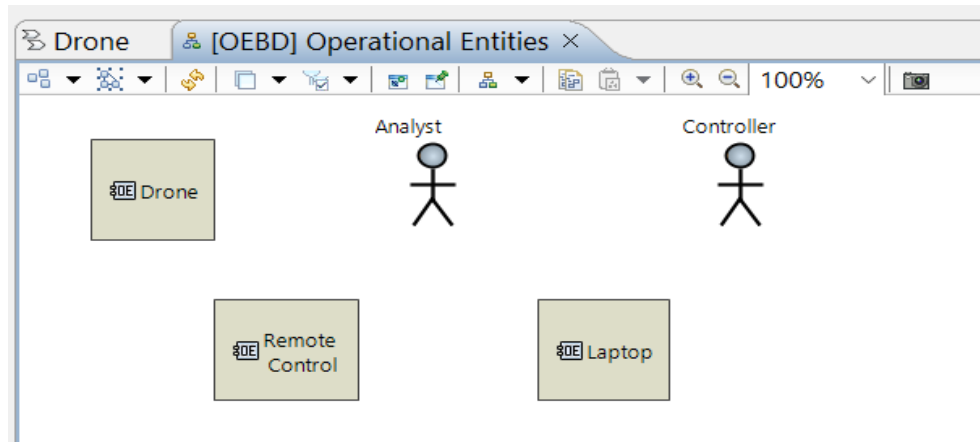 Drone
[OEBD] Operational Entities
100%
Analyst
Controller
OE Drone
OE Remote
Control
OE Laptop